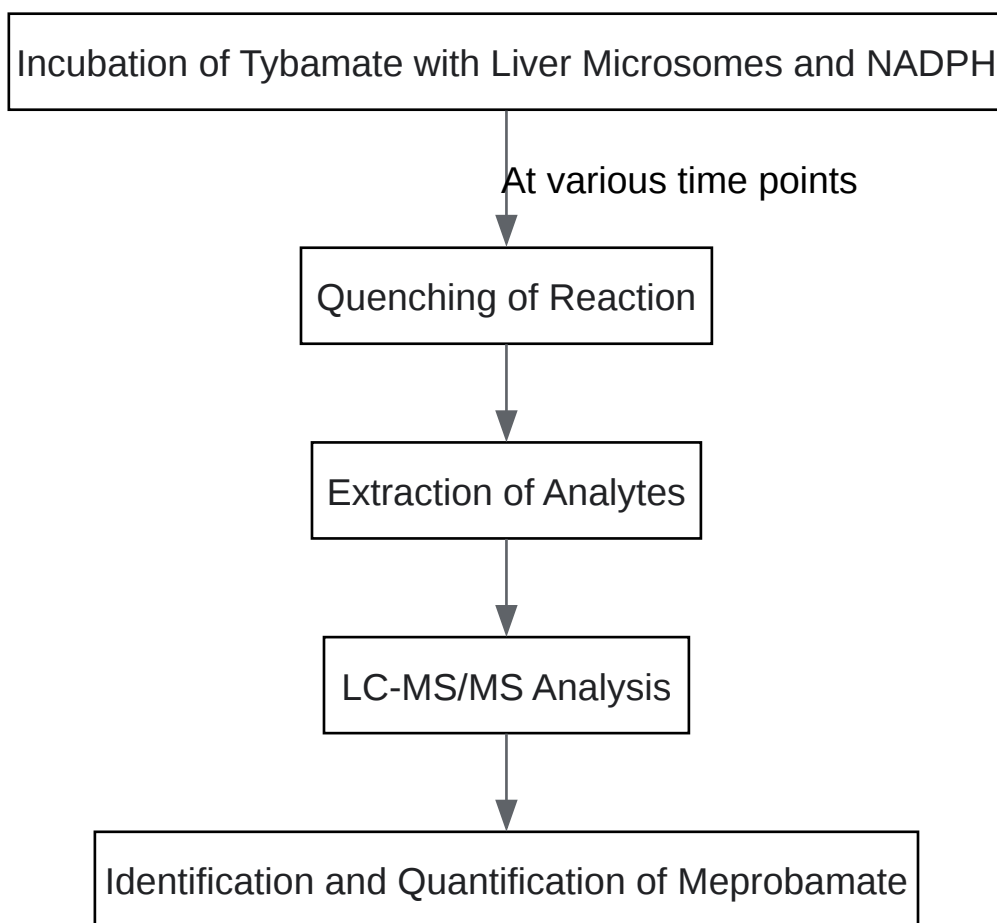 Incubation of Tybamate with Liver Microsomes and NADPH
At various time points
Quenching of Reaction
Extraction of Analytes
LC-MS/MS Analysis
Identification and Quantification of Meprobamate